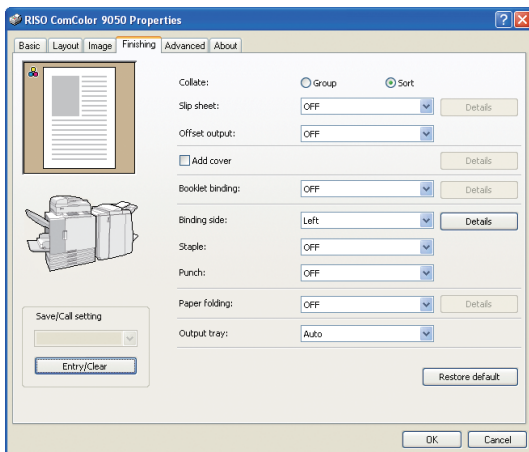 RISO ComColor 9050 Properties
Basic Layout Image Finishing Advanced About
Collate: Group Sort
Slip sheet: OFF Details
Offset output: OFF
Add cover Details
Booklet binding: OFF Details
Binding side: Left Details
Staple: OFF
Punch: OFF
Paper folding: OFF Details
Save/Call setting
Output tray: Auto
Entry/Clear
Restore default
OK Cancel